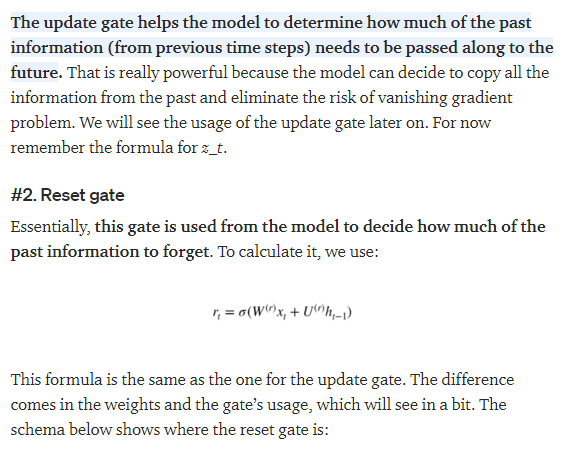 The update gate helps the model to determine how much of the past
information (from previous time steps) needs to be passed along to the
future. That is really powerful because the model can decide to copy all the
information from the past and eliminate the risk of vanishing gradient
problem. We will see the usage of the update gate later on. For now
remember the formula for z_t.
#2. Reset gate
Essentially, this gate is used from the model to decide how much of the
past information to forget. To calculate it, we use:
r_t = σ(W^(r)x_t + U^(r)h_{t−1})
This formula is the same as the one for the update gate. The difference
comes in the weights and the gate’s usage, which will see in a bit. The
schema below shows where the reset gate is: